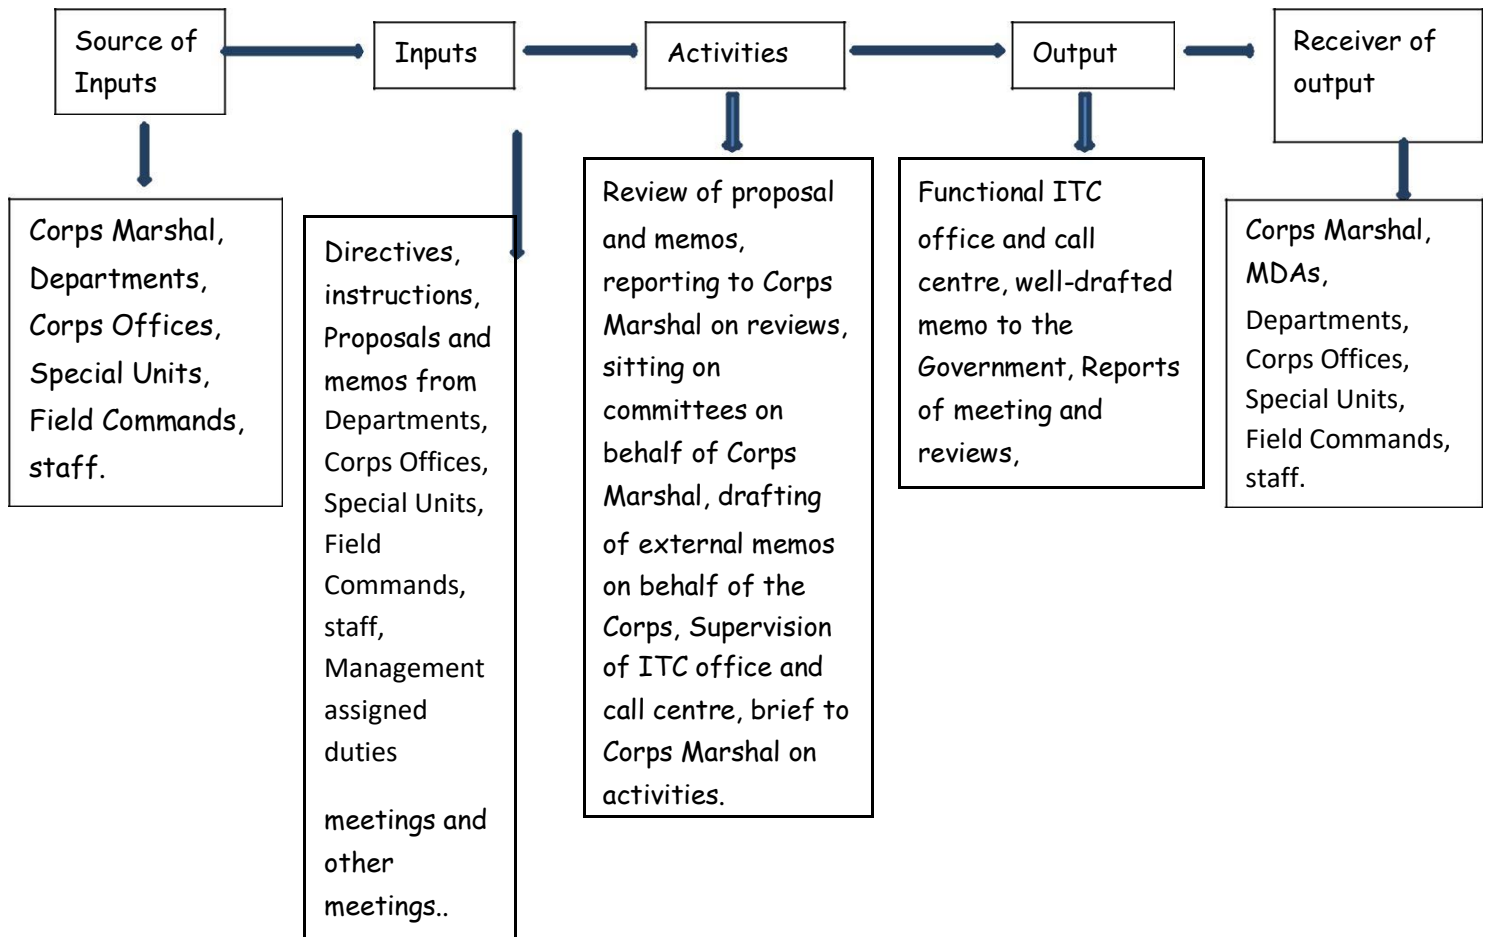 Source of
Inputs
Inputs
Activities
Output
Receiver of
output
Corps Marshal,
Departments,
Corps Offices,
Special Units,
Field Commands,
staff.
Directives,
instructions,
Proposals and
memos from
Departments,
Corps Offices,
Special Units,
Field
Commands,
staff,
Management
assigned
duties
meetings and
other
meetings..
Review of proposal
and memos,
reporting to Corps
Marshal on reviews,
sitting on
committees on
behalf of Corps
Marshal, drafting
of external memos
on behalf of the
Corps, Supervision
of ITC office and
call centre, brief to
Corps Marshal on
activities.
Functional ITC
office and call
centre, well-drafted
memo to the
Government, Reports
of meeting and
reviews,
Corps Marshal,
MDAs,
Departments,
Corps Offices,
Special Units,
Field Commands,
staff.